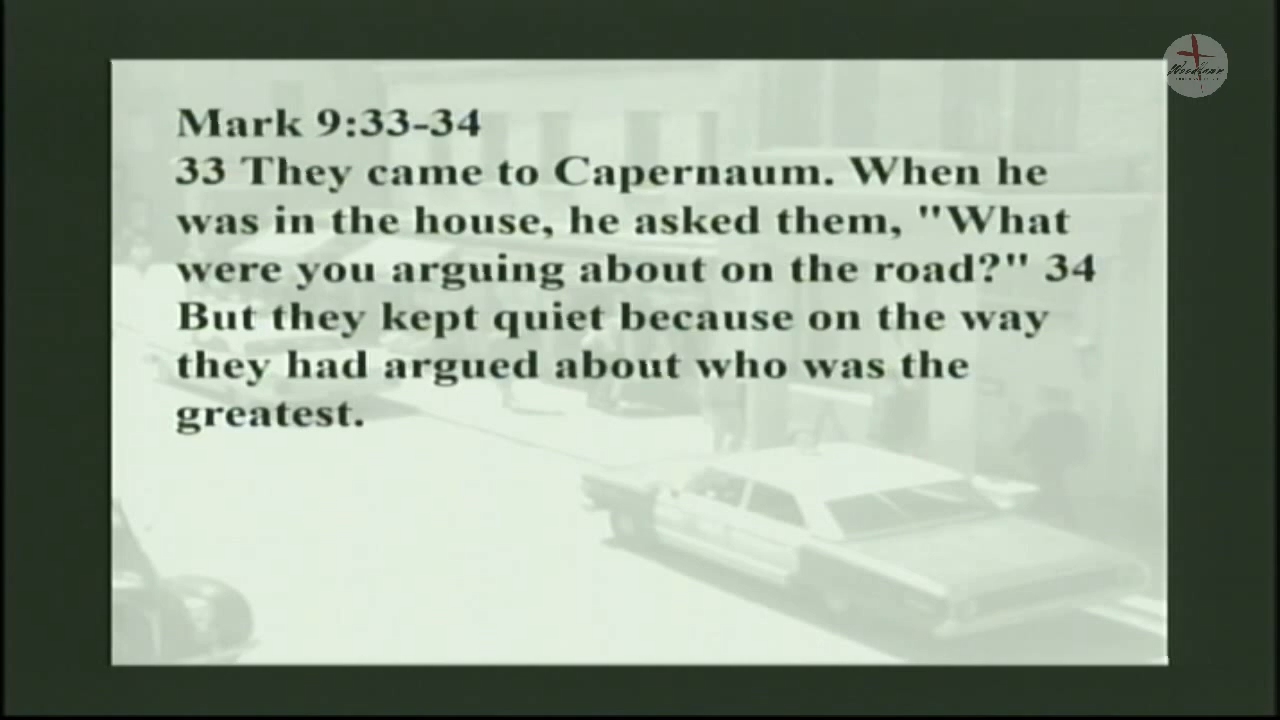 Mark 9:33-34
33 They came to Capernaum. When he
was in the house, he asked them, "What
were you arguing about on the road?" 34
But they kept quiet because on the way
they had argued about who was the
greatest.